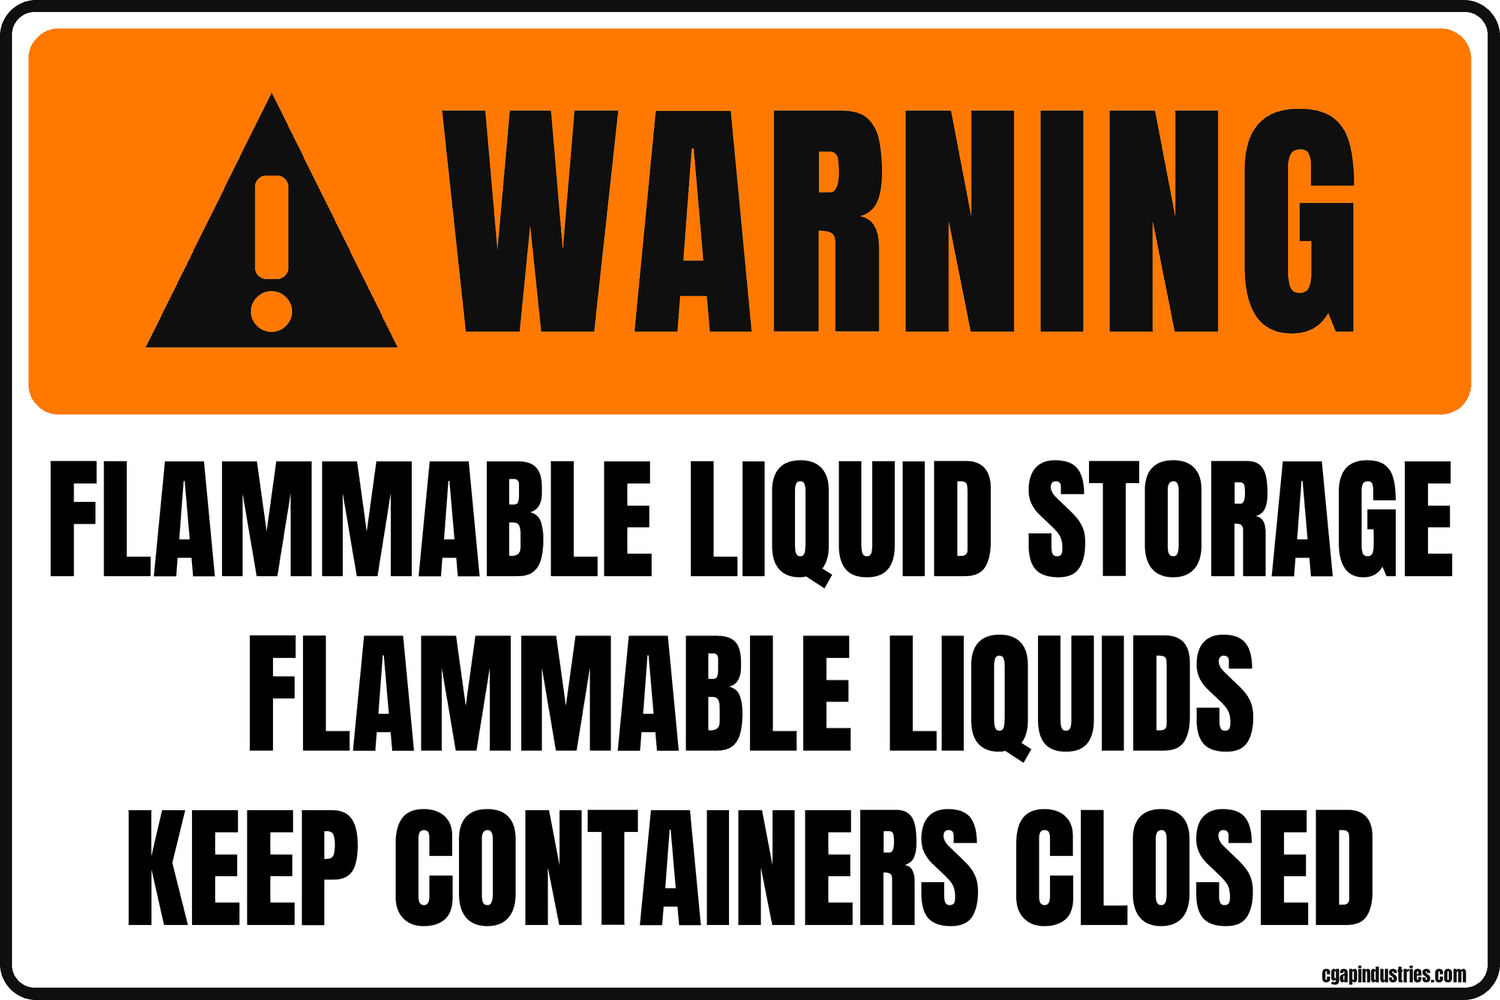 WARNING
FLAMMABLE LIQUID STORAGE
FLAMMABLE LIQUIDS
KEEP CONTAINERS CLOSED
cgapindustries.com